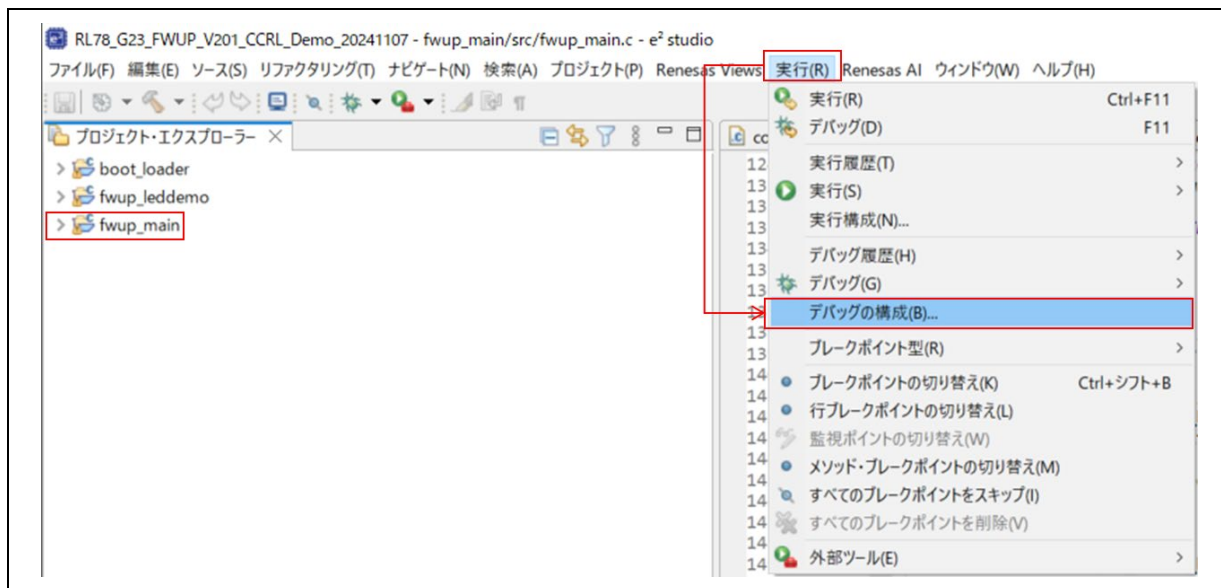 RL78_G23_FWUP_V201_CCRL_Demo_20241107 - fwup_main/src/fwup_main.c - e² studio
ファイル(F) 編集(E) ソース(S) リファクタリング(T) ナビゲート(N) 検索(A) プロジェクト(P) Renesas Views 実行(R) Renesas AI ウィンドウ(W) ヘルプ(H)
プロジェクト・エクスプローラー
boot_loader
fwup_leddemo
fwup_main
実行(R) Ctrl+F11
デバッグ(D) F11
実行履歴(T)
実行(S)
実行構成(N)...
デバッグ履歴(H)
デバッグ(G)
デバッグの構成(B)...
ブレークポイント型(R)
ブレークポイントの切り替え(K) Ctrl+シフト+B
行ブレークポイントの切り替え(L)
監視ポイントの切り替え(W)
メソッド・ブレークポイントの切り替え(M)
すべてのブレークポイントをスキップ(I)
すべてのブレークポイントを削除(V)
外部ツール(E)